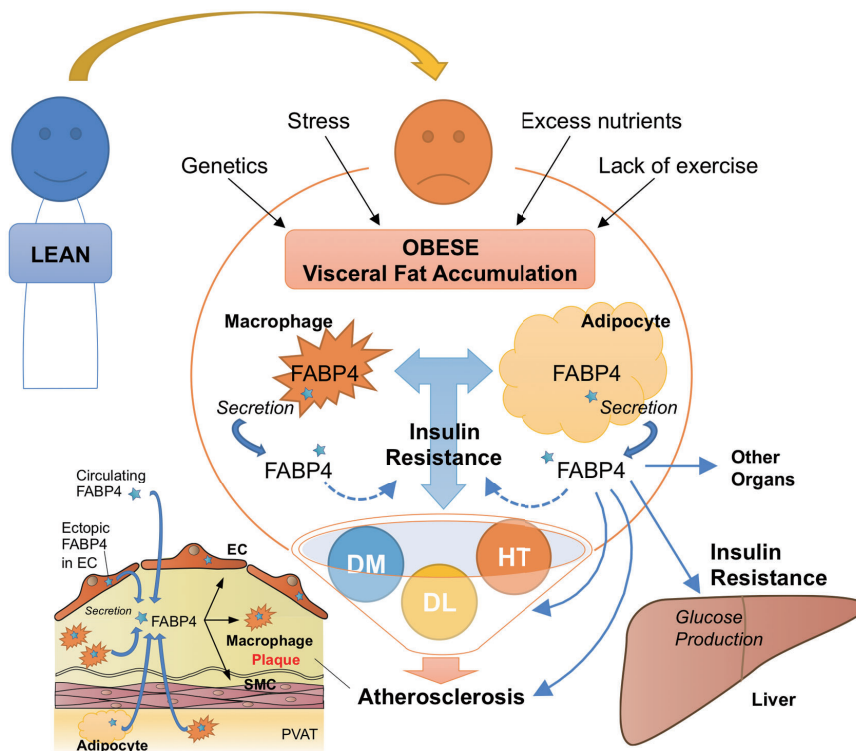 Stress
Excess nutrients
Genetics
Lack of exercise
LEAN
OBESE
Visceral Fat Accumulation
Macrophage
Adipocyte
FABP4
FABP4
Secretion
Secretion
Insulin
Resistance
FABP4
FABP4
Other
Organs
Circulating
FABP4
Ectopic
FABP4
in EC
EC
DM
HT
DL
Insulin
Resistance
Secretion
FABP4
Glucose
Production
Macrophage
Plaque
SMC
Atherosclerosis
Liver
Adipocyte
PVAT